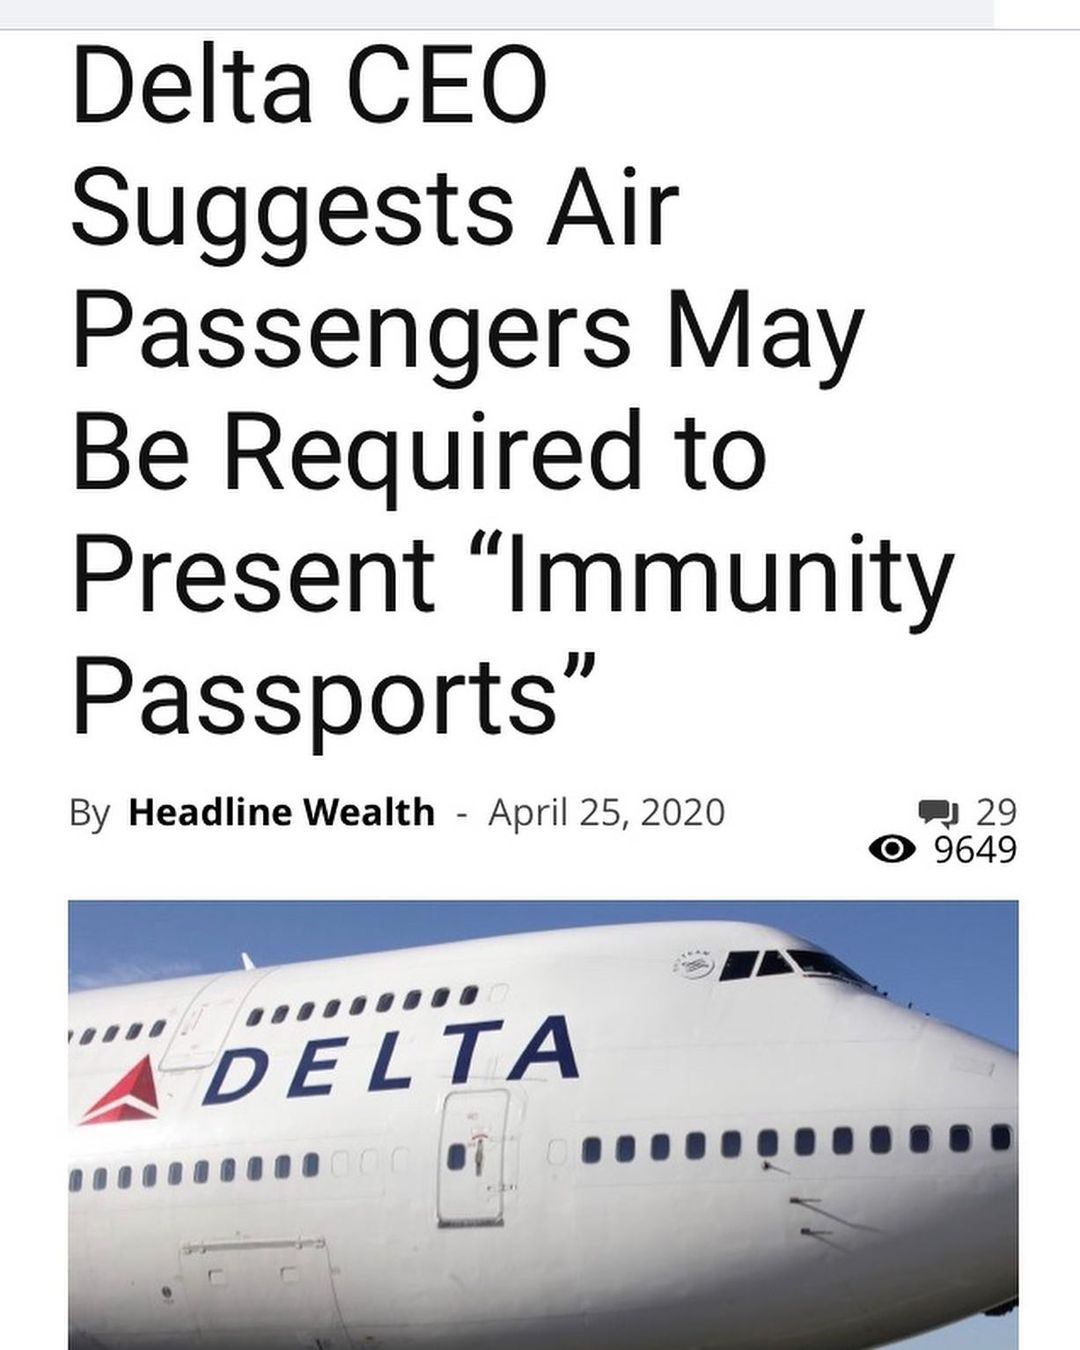 Delta CEO
Suggests Air
Passengers May
Be Required to
Present “Immunity
Passports”
By Headline Wealth - April 25, 2020 29
9649
DELTA